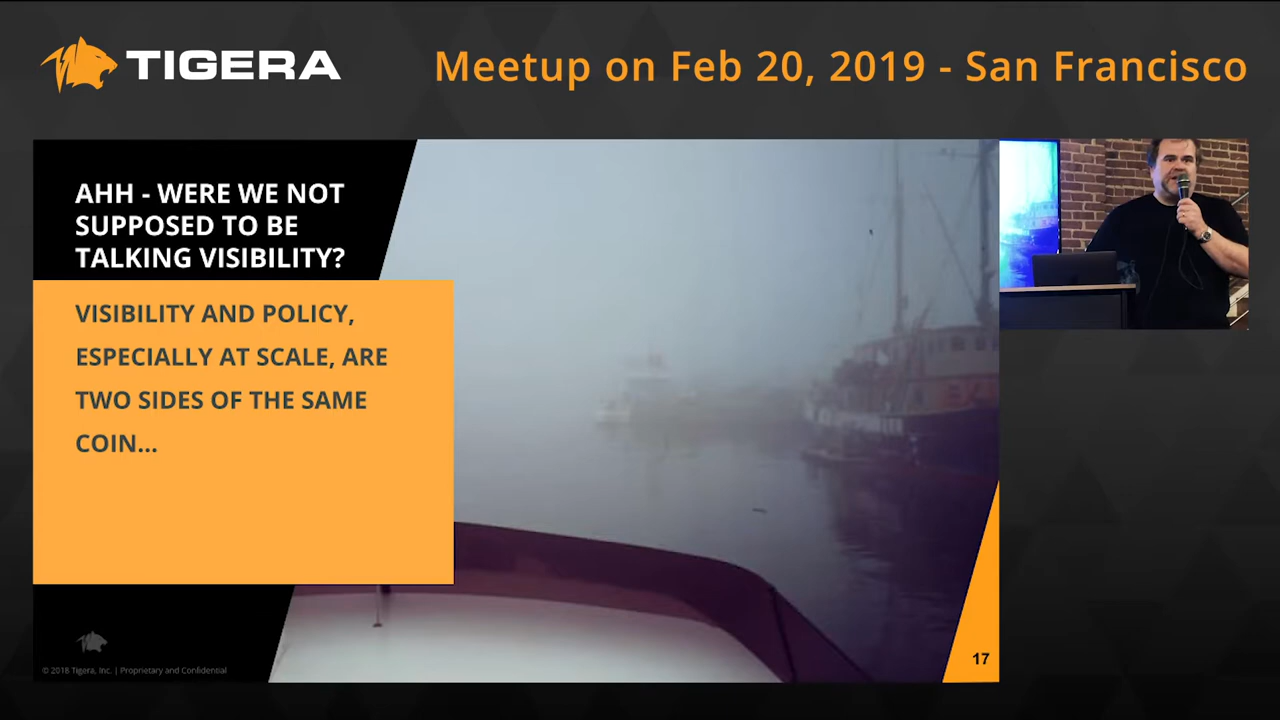 TIGERA
Meetup on Feb 20, 2019 - San Francisco
AHH - WERE WE NOT
SUPPOSED TO BE
TALKING VISIBILITY?
VISIBILITY AND POLICY,
ESPECIALLY AT SCALE, ARE
TWO SIDES OF THE SAME
COIN...
© 2018 Tigera, Inc. | Proprietary and Confidential
17